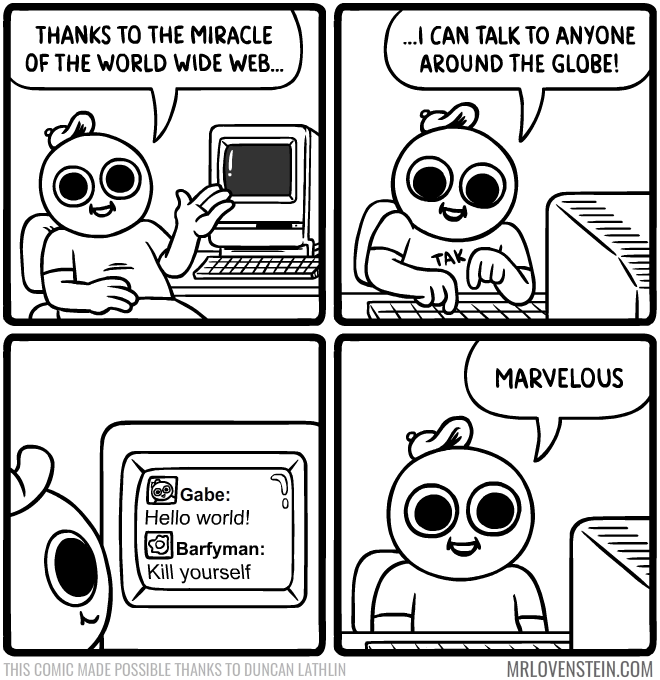 THANKS TO THE MIRACLE
OF THE WORLD WIDE WEB...
...I CAN TALK TO ANYONE
AROUND THE GLOBE!
TAK
Gabe:
Hello world!
Barfyman:
Kill yourself
MARVELOUS
THIS COMIC MADE POSSIBLE THANKS TO DUNCAN LATHLIN
MRLOVENSTEIN.COM